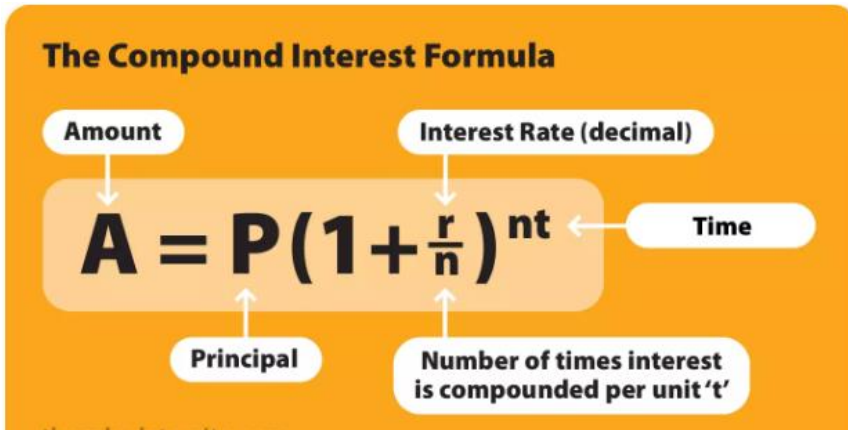 The Compound Interest Formula
Amount
Interest Rate (decimal)
A = P(1+r/n)^nt
Time
Principal
Number of times interest
is compounded per unit 't'